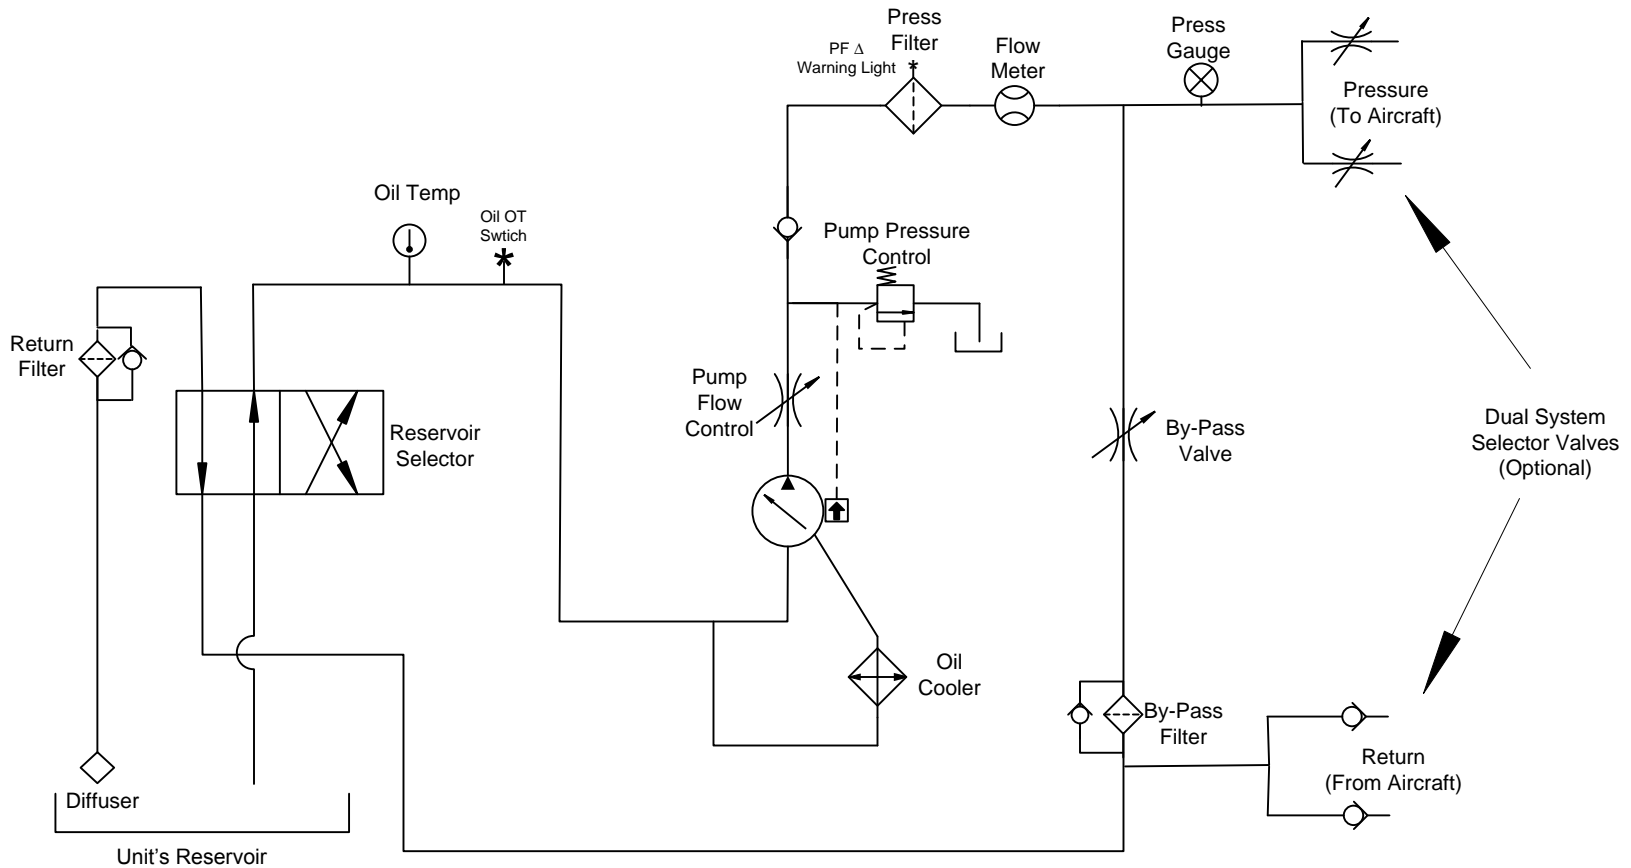 Press
Filter
PF Δ
Warning Light
Flow
Meter
Press
Gauge
Pressure
(To Aircraft)
Oil Temp
Oil OT
Swtich
Pump Pressure
Control
Return
Filter
Reservoir
Selector
Pump
Flow
Control
By-Pass
Valve
Dual System
Selector Valves
(Optional)
Oil
Cooler
By-Pass
Filter
Return
(From Aircraft)
Diffuser
Unit's Reservoir